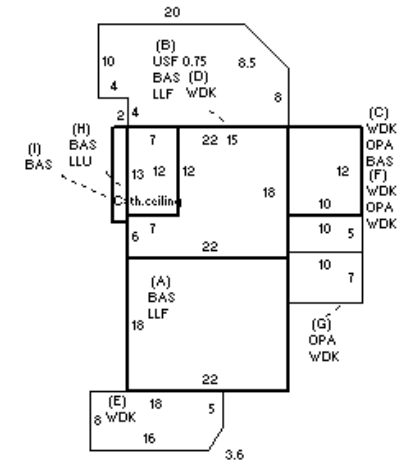 20
(B)
10 USF 0.75 8.5
BAS (D)
4 LLF WDK
8
2 4
(C)
WDK
OPA
BAS
(F)
WDK
OPA
WDK
(H)
BAS
LLU
(I)
BAS
7 22 15
13 12 12 12
18
10
Cath.ceiling
7
6
10 5
22
10
7
(A)
BAS
LLF
18
(G)
OPA
WDK
22
(E)
WDK
18 5
8
16
3.6